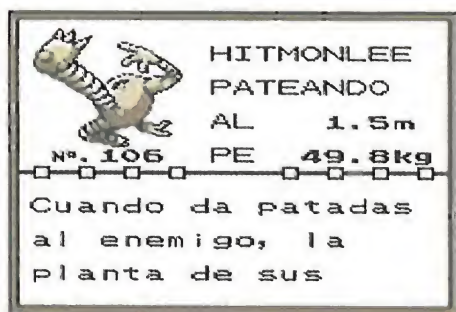 HITMONLEE
PATEANDO
AL 1.5m
Nº.106 PE 49.8kg
Cuando da patadas
al enemigo, la
planta de sus